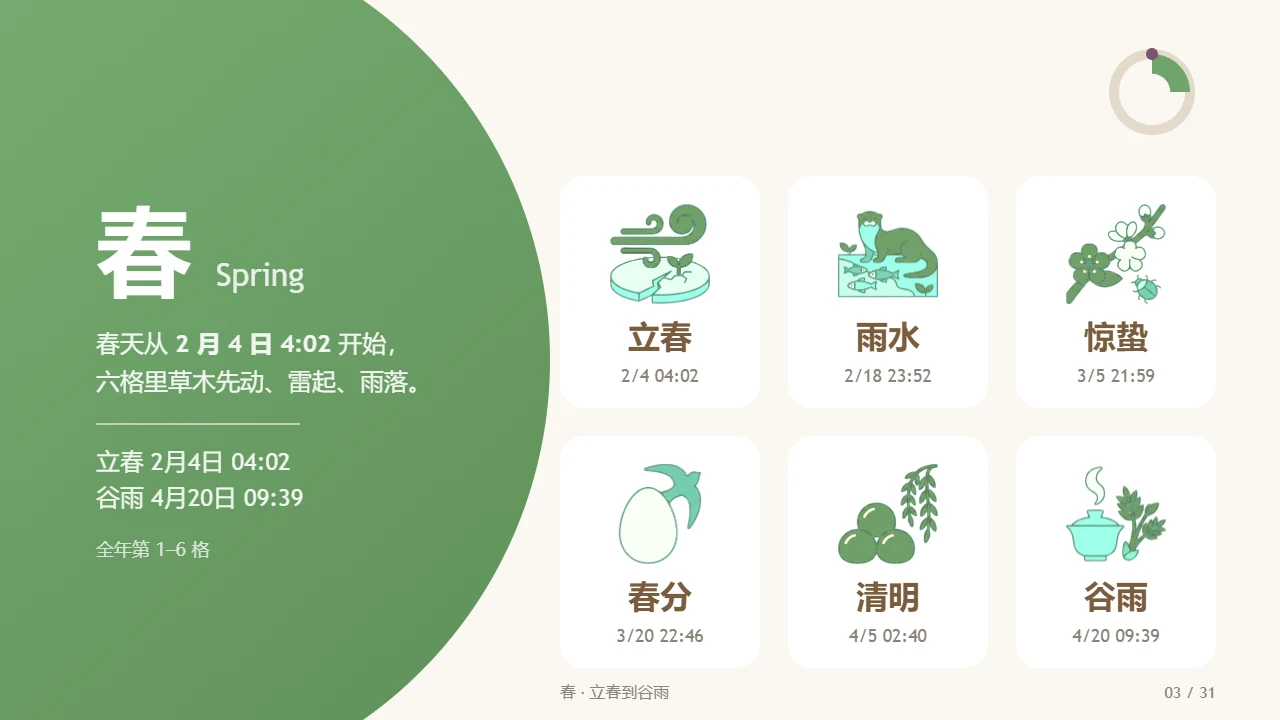 春 Spring
春天从 2 月 4 日 4:02 开始，
六格里草木先动、雷起、雨落。
立春 2月4日 04:02
谷雨 4月20日 09:39
全年第 1–6 格
立春
2/4 04:02
雨水
2/18 23:52
惊蛰
3/5 21:59
春分
3/20 22:46
清明
4/5 02:40
谷雨
4/20 09:39
春 · 立春到谷雨
03 / 31